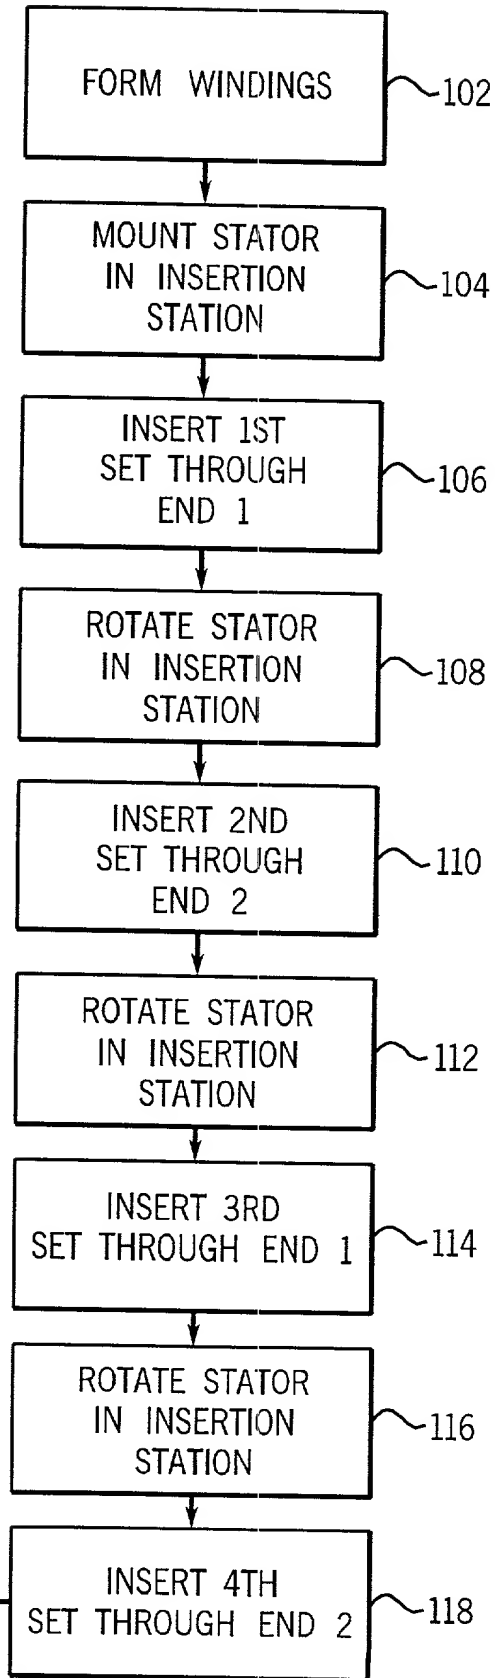 FORM WINDINGS
102
MOUNT STATOR
IN INSERTION
STATION
104
INSERT 1ST
SET THROUGH
END 1
106
ROTATE STATOR
IN INSERTION
STATION
108
INSERT 2ND
SET THROUGH
END 2
110
ROTATE STATOR
IN INSERTION
STATION
112
INSERT 3RD
SET THROUGH END 1
114
ROTATE STATOR
IN INSERTION
STATION
116
INSERT 4TH
SET THROUGH END 2
118